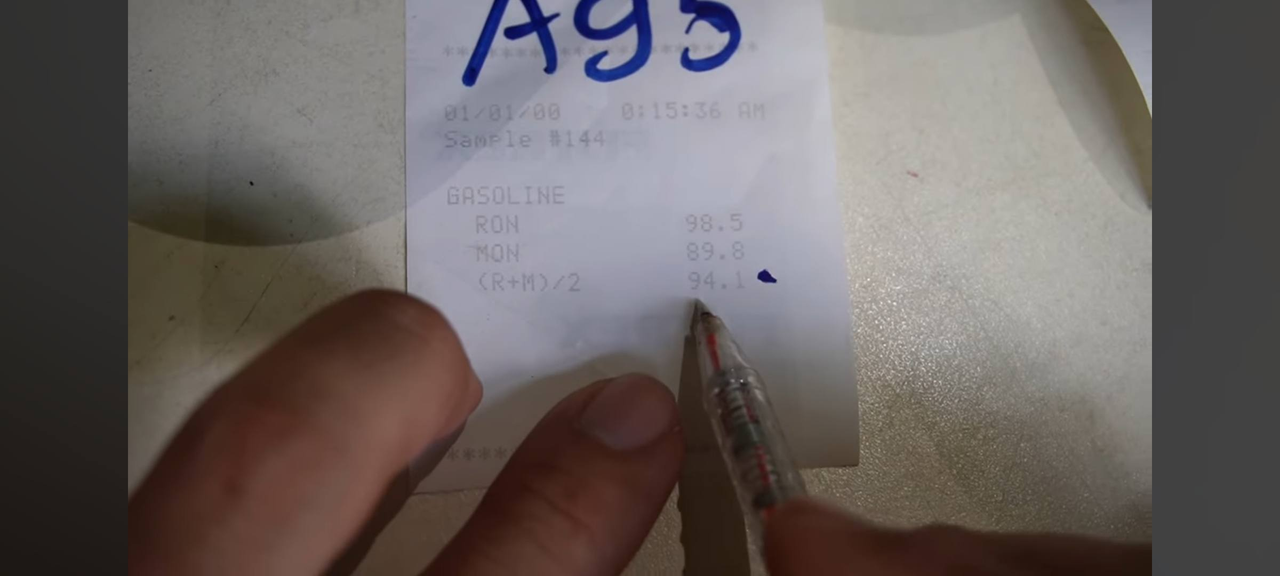 A95
*****************
01/01/00 0:15:36 AM
Sample #144
GASOLINE
RON 98.5
MON 89.8
(R+M)/2 94.1
*****